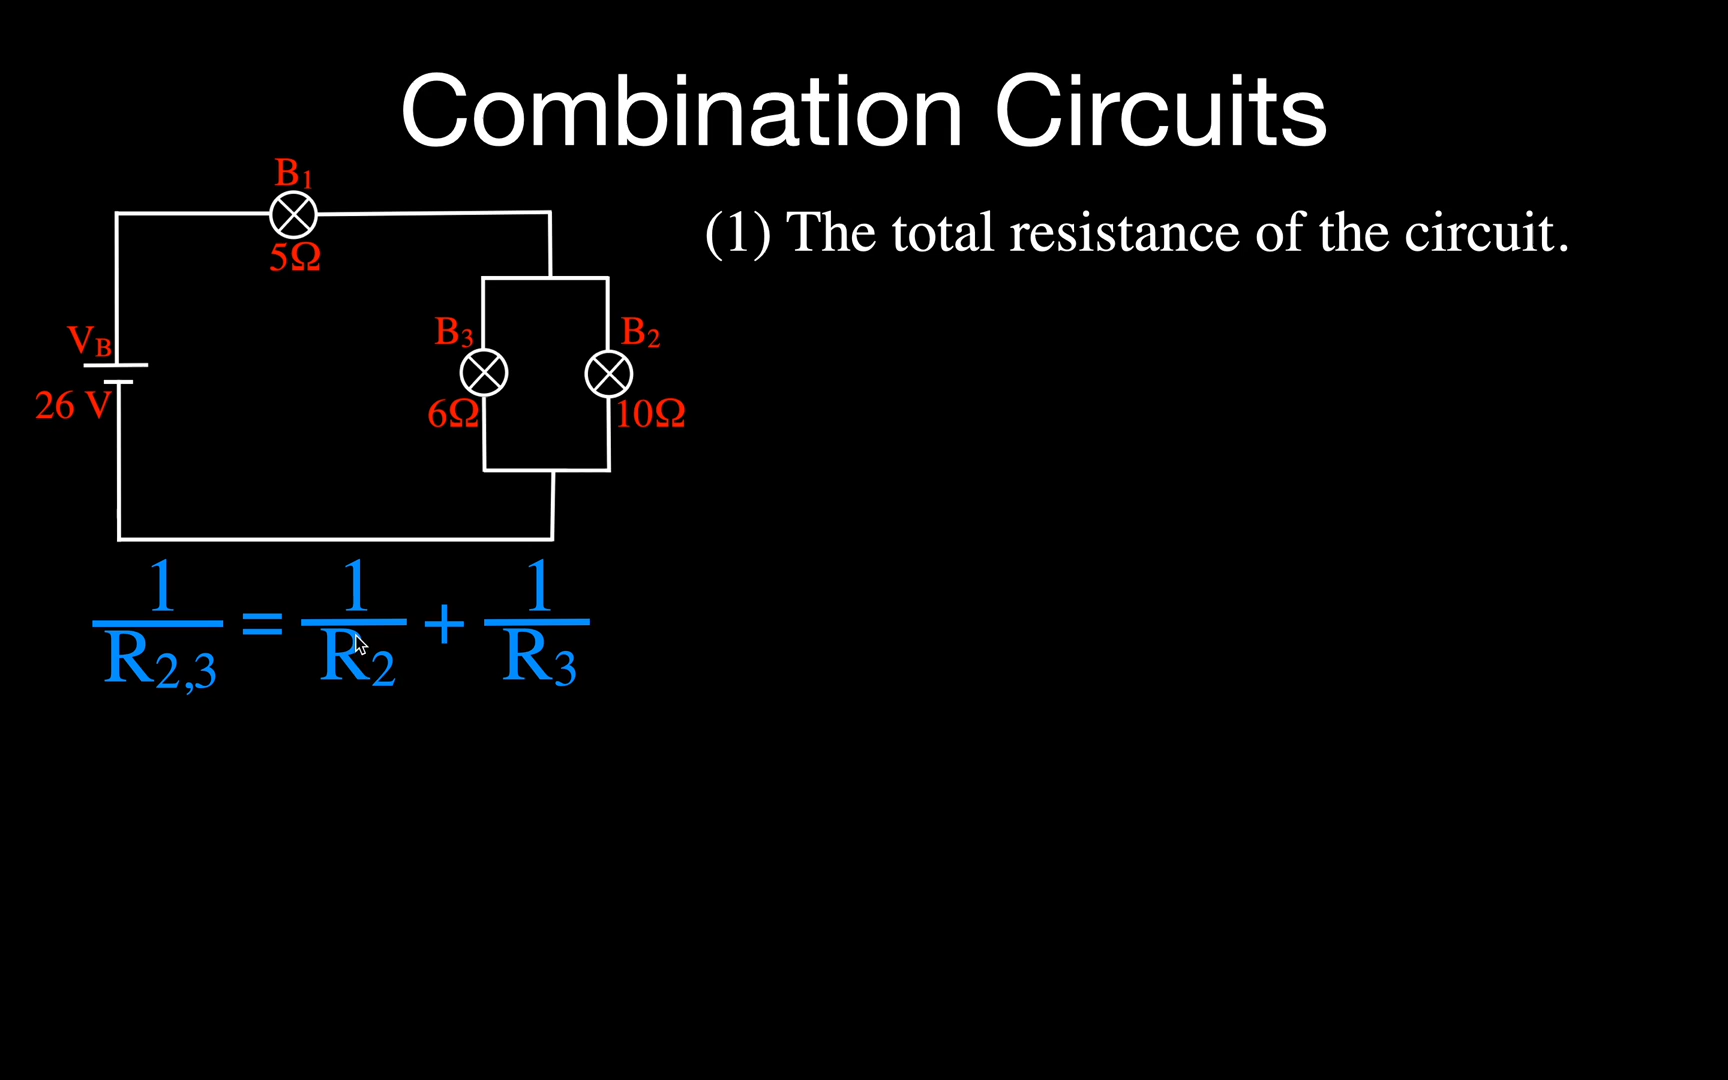 Combination Circuits
B₁
5Ω
(1) The total resistance of the circuit.
V_B
26 V
B₃
6Ω
B₂
10Ω
1/R₂,₃ = 1/R₂ + 1/R₃